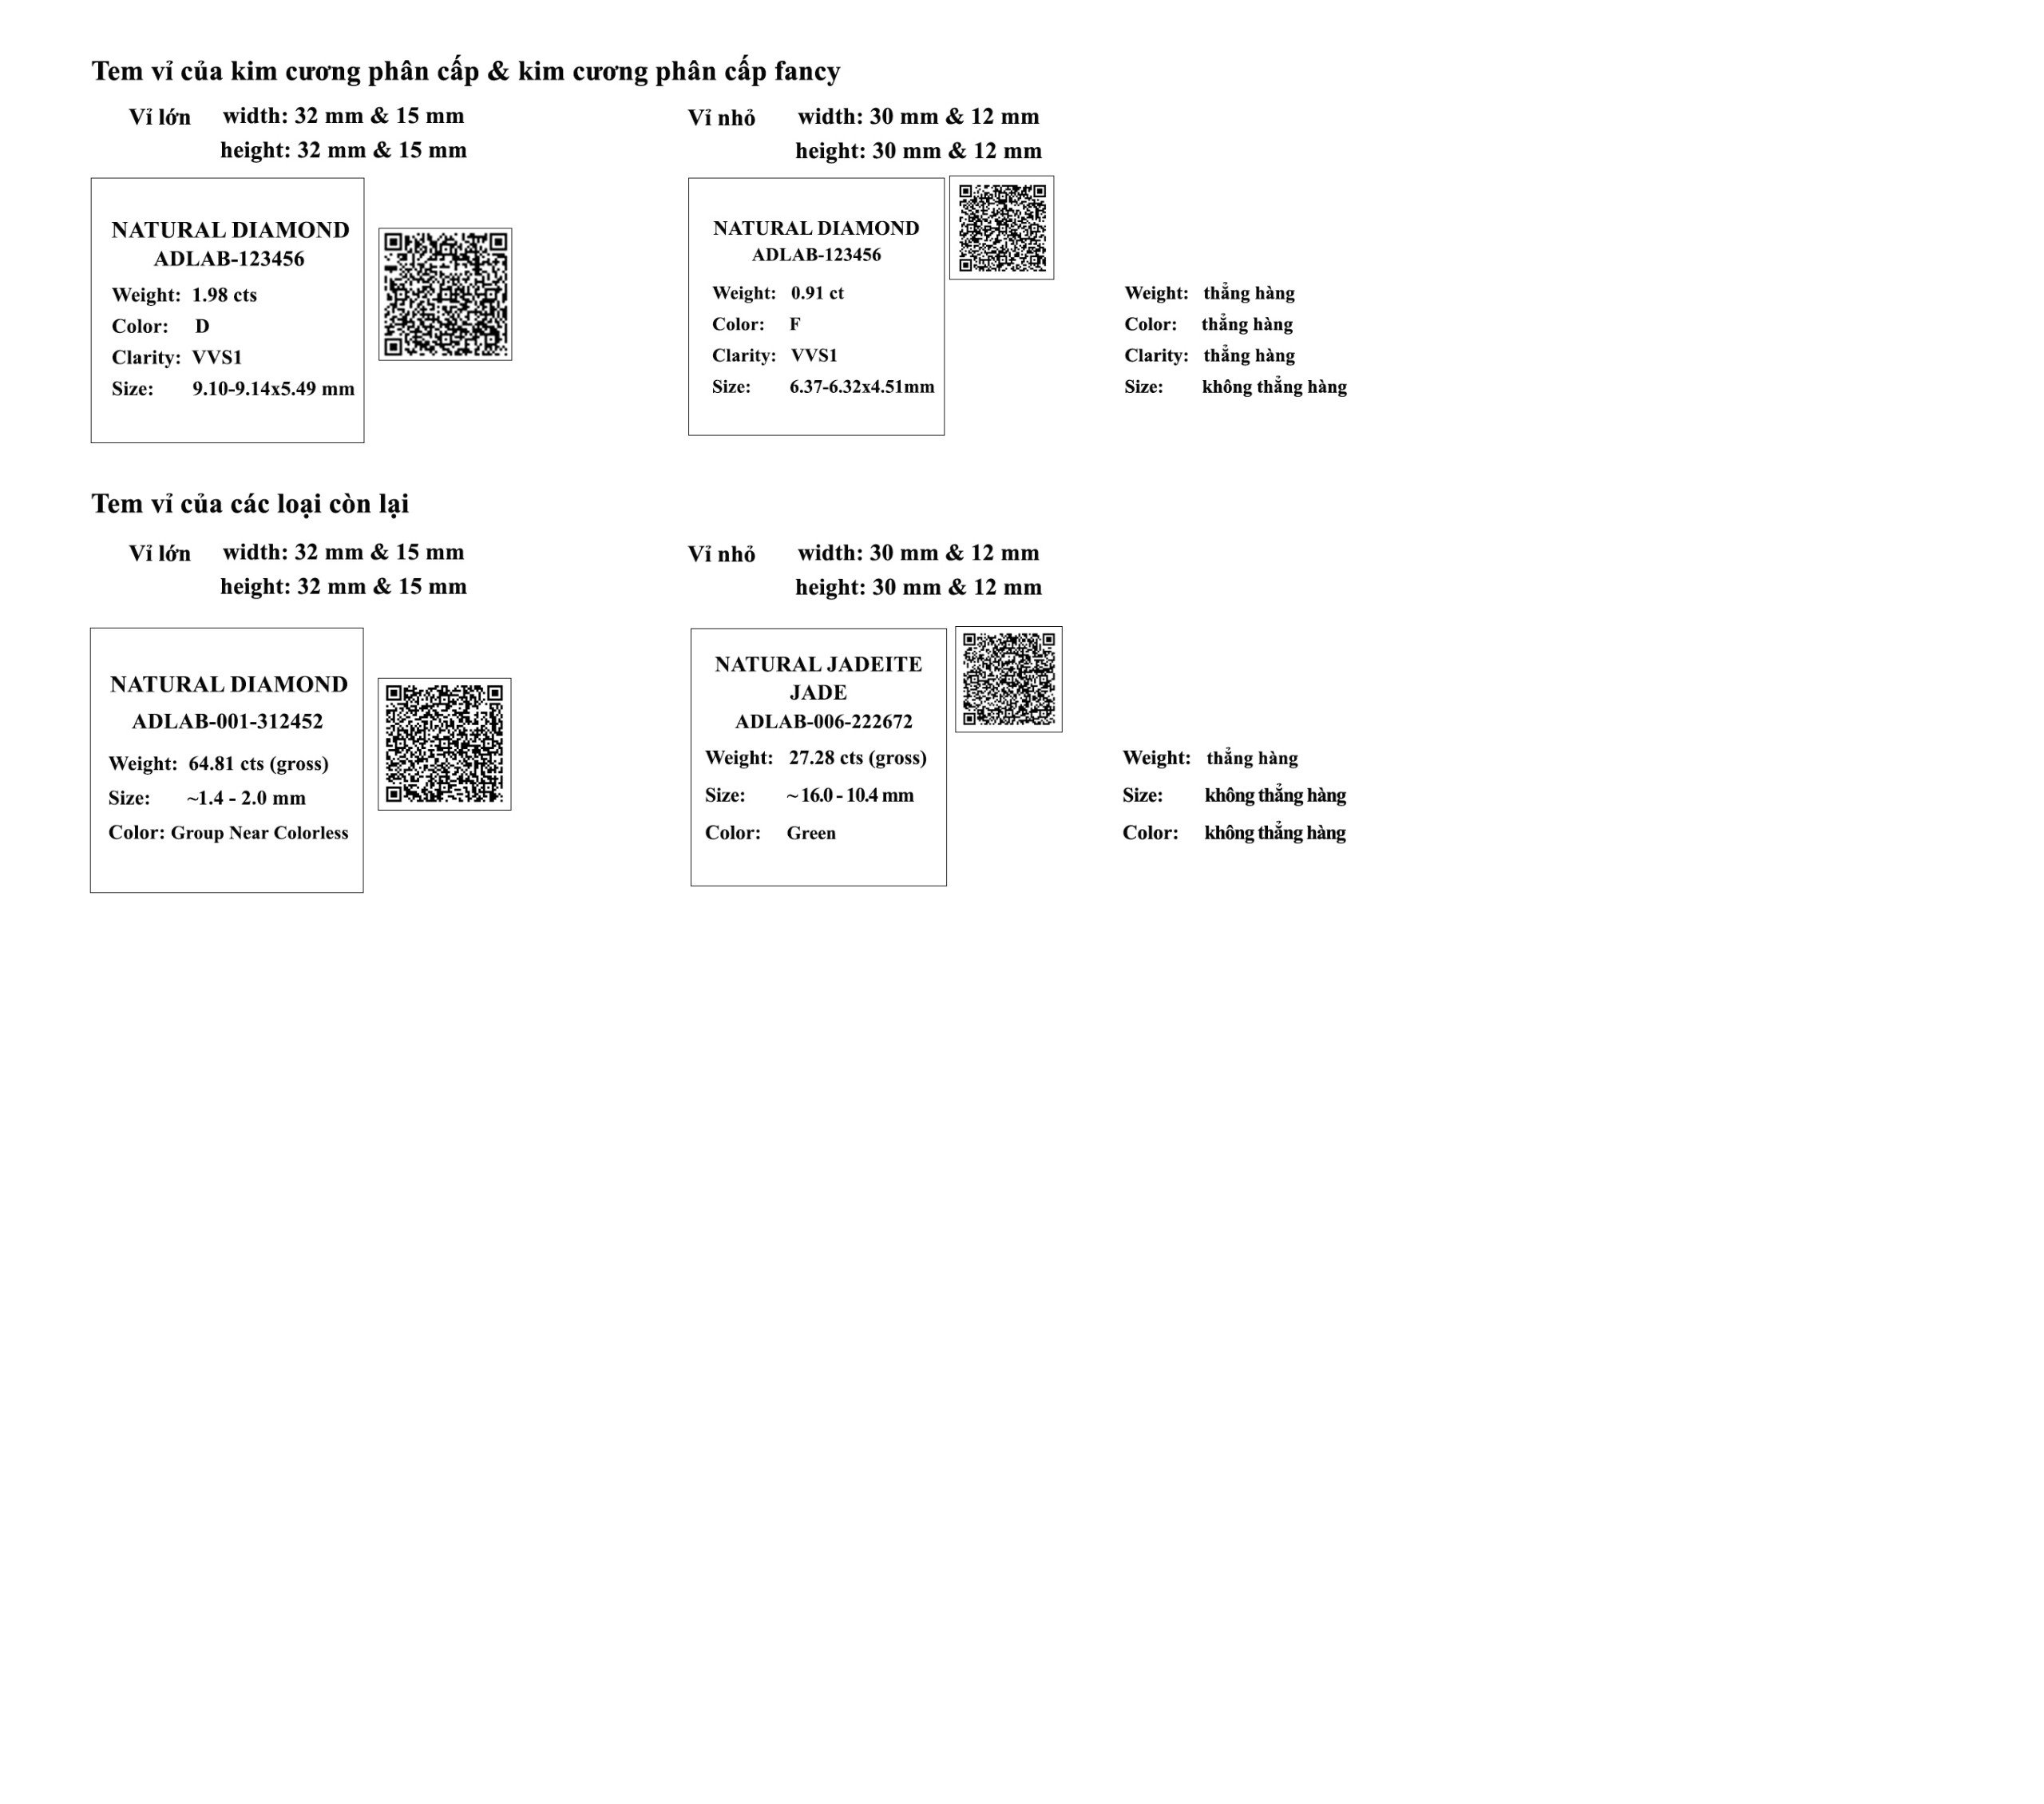 Tem vỉ của kim cương phân cấp & kim cương phân cấp fancy
Vỉ lớn width: 32 mm & 15 mm
height: 32 mm & 15 mm
Vỉ nhỏ width: 30 mm & 12 mm
height: 30 mm & 12 mm
NATURAL DIAMOND
ADLAB-123456
Weight: 1.98 cts
Color: D
Clarity: VVS1
Size: 9.10-9.14x5.49 mm
NATURAL DIAMOND
ADLAB-123456
Weight: 0.91 ct
Color: F
Clarity: VVS1
Size: 6.37-6.32x4.51mm
Weight: thẳng hàng
Color: thẳng hàng
Clarity: thẳng hàng
Size: không thẳng hàng
Tem vỉ của các loại còn lại
Vỉ lớn width: 32 mm & 15 mm
height: 32 mm & 15 mm
Vỉ nhỏ width: 30 mm & 12 mm
height: 30 mm & 12 mm
NATURAL DIAMOND
ADLAB-001-312452
Weight: 64.81 cts (gross)
Size: ~1.4 - 2.0 mm
Color: Group Near Colorless
NATURAL JADEITE
JADE
ADLAB-006-222672
Weight: 27.28 cts (gross)
Size: ~ 16.0 - 10.4 mm
Color: Green
Weight: thẳng hàng
Size: không thẳng hàng
Color: không thẳng hàng